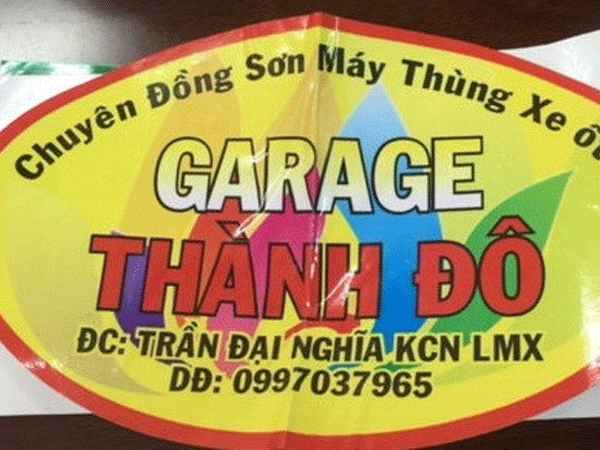 Chuyên Đồng Sơn Máy Thùng Xe
GARAGE
THÀNH ĐÔ
ĐC: TRẦN ĐẠI NGHĨA KCN LMX
DĐ: 0997037965